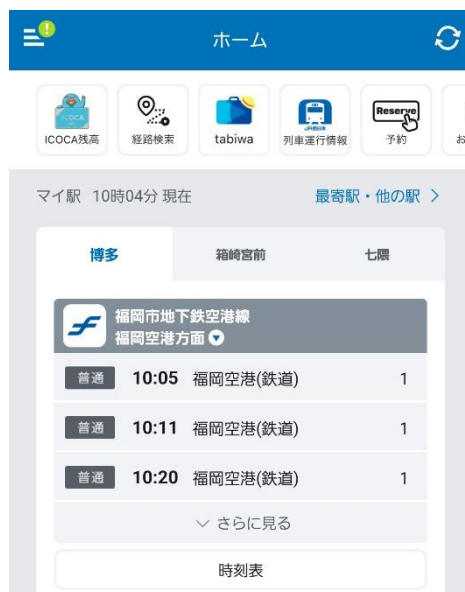 ホーム
ICOCA
ICOCA残高
経路検索
tabiwa
JR西日本
列車運行情報
Reserve
予約
お
マイ駅 10時04分 現在
最寄駅・他の駅
博多
箱崎宮前
七隈
福岡市地下鉄空港線
福岡空港方面
普通 10:05 福岡空港(鉄道) 1
普通 10:11 福岡空港(鉄道) 1
普通 10:20 福岡空港(鉄道) 1
さらに見る
時刻表